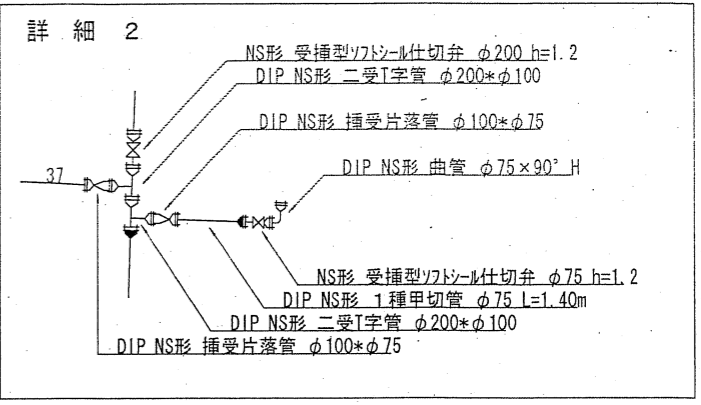 詳細 2
NS形 受挿型ソフトシール仕切弁 φ200 h=1.2
DIP NS形 二受T字管 φ200*φ100
DIP NS形 挿受片落管 φ100*φ75
DIP NS形 曲管 φ75×90° H
37
NS形 受挿型ソフトシール仕切弁 φ75 h=1.2
DIP NS形 1種甲切管 φ75 L=1.40m
DIP NS形 二受T字管 φ200*φ100
DIP NS形 挿受片落管 φ100*φ75